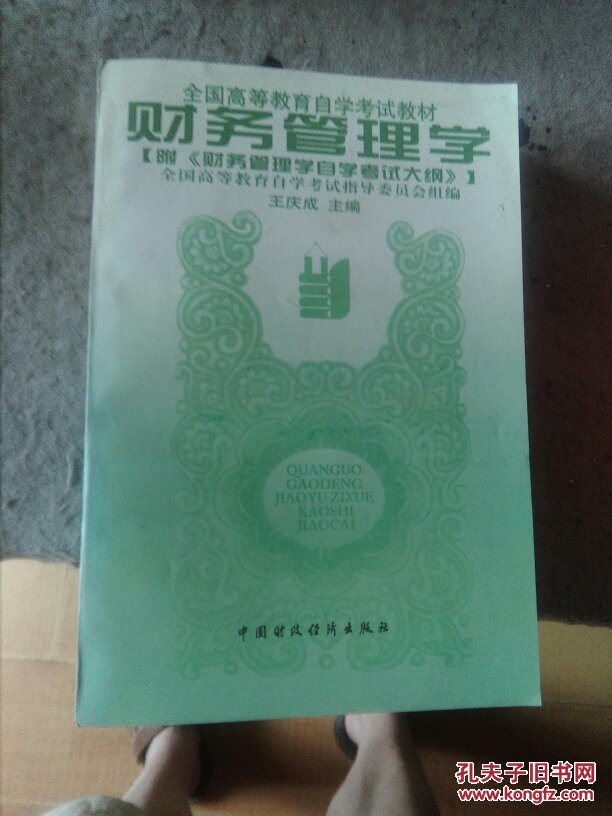 全国高等教育自学考试教材
财务管理学
【附《财务管理学自学考试大纲》】
全国高等教育自学考试指导委员会组编
王庆成 主编
QUANGUO
GAODENG
JIAOYU ZIXUE
KAOSHI
JIAOCAI
中国财政经济出版社
孔夫子旧书网
www.kongfz.com